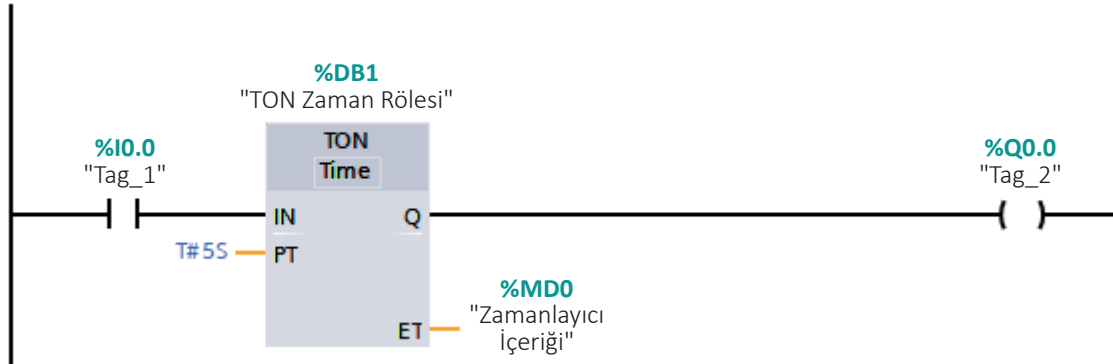 %DB1
"TON Zaman Rölesi"
TON
Time
%I0.0
"Tag_1"
%Q0.0
"Tag_2"
IN
Q
T#5S
PT
%MD0
"Zamanlayıcı
İçeriği"
ET